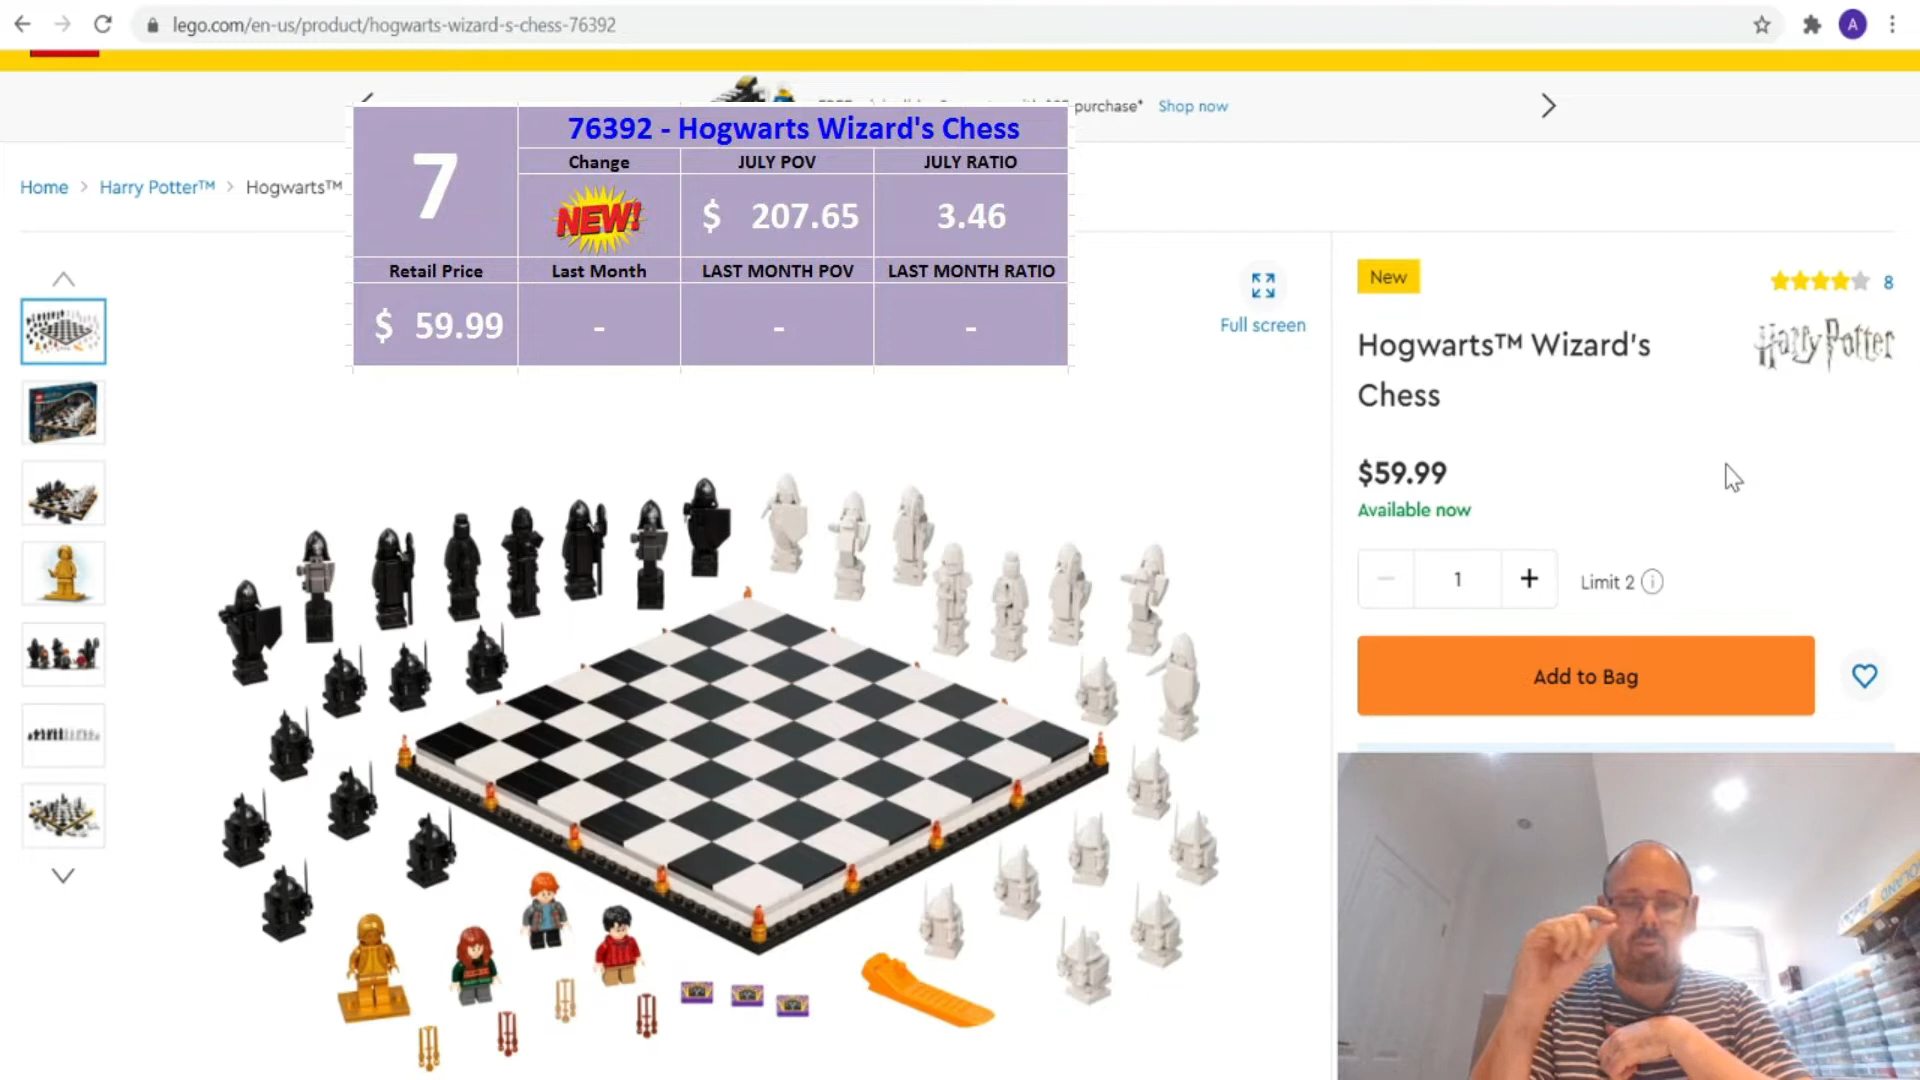 lego.com/en-us/product/hogwarts-wizard-s-chess-76392
A
purchase* Shop now
Home > Harry Potter™ > Hogwarts™
76392 - Hogwarts Wizard's Chess
7
Change JULY POV JULY RATIO
NEW! $ 207.65 3.46
Retail Price Last Month LAST MONTH POV LAST MONTH RATIO
$ 59.99 - - -
Full screen
New
8
Hogwarts™ Wizard's
Chess
Harry Potter
$59.99
Available now
1
Limit 2
Add to Bag